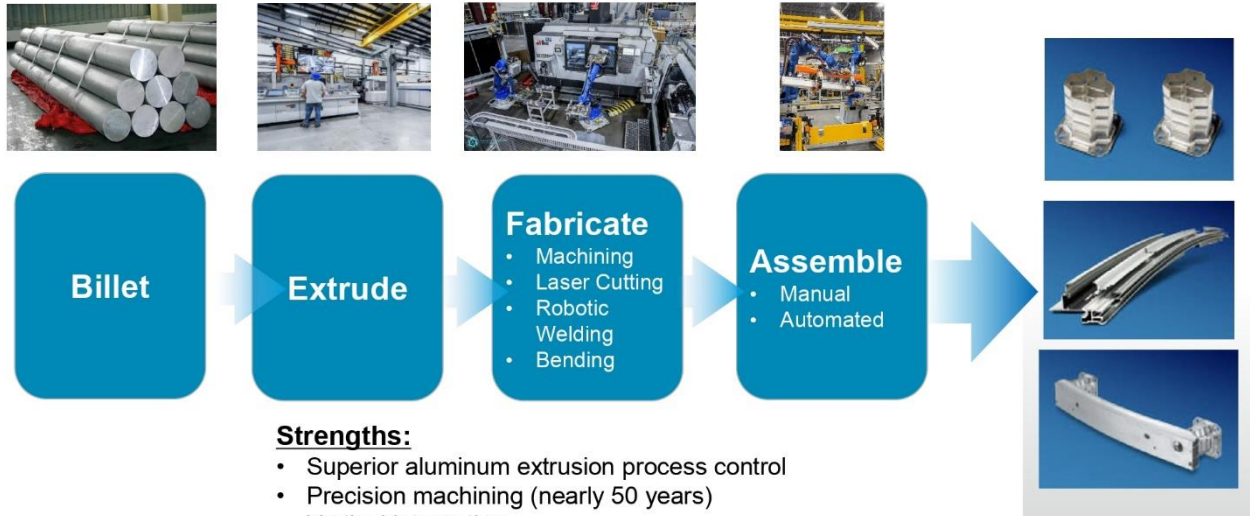 Billet
Extrude
Fabricate
• Machining
• Laser Cutting
• Robotic
Welding
• Bending
Assemble
• Manual
• Automated
Strengths:
• Superior aluminum extrusion process control
• Precision machining (nearly 50 years)